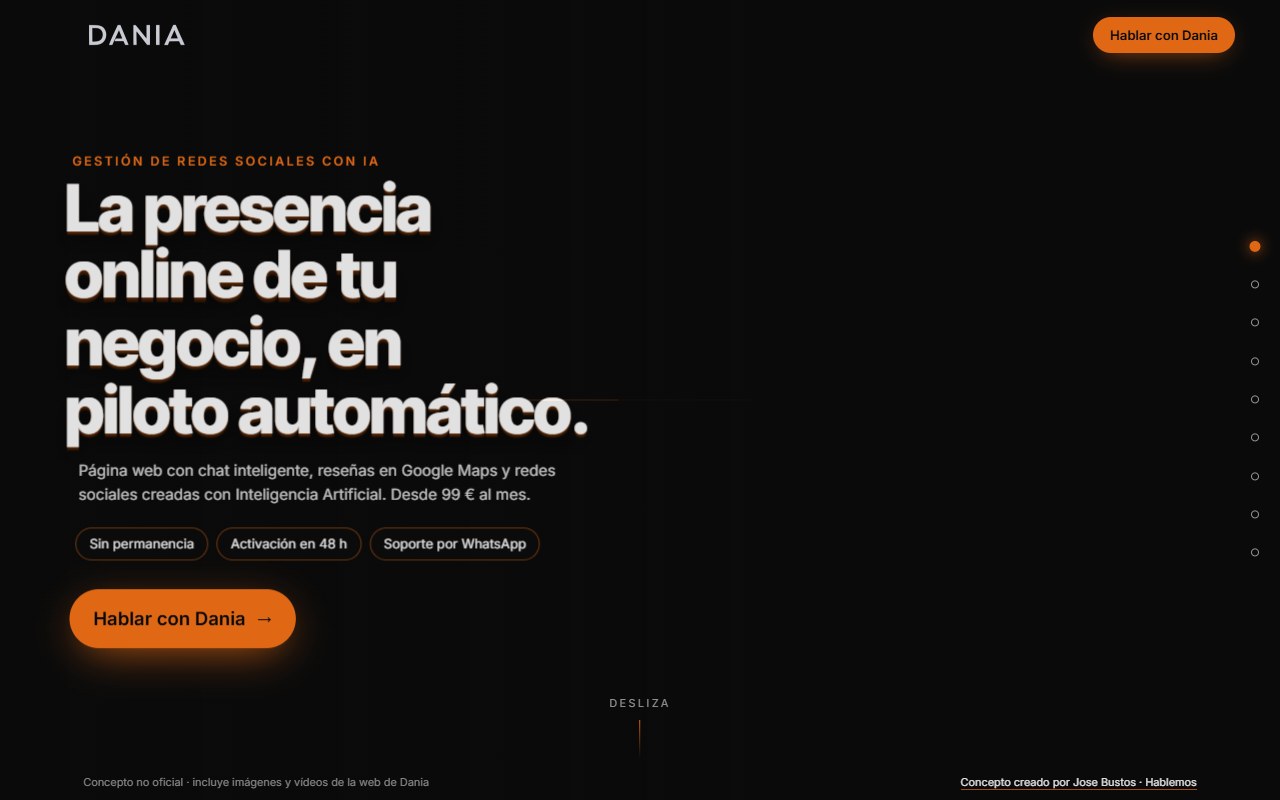 DANIA
Hablar con Dania
GESTIÓN DE REDES SOCIALES CON IA
La presencia
online de tu
negocio, en
piloto automático.
Página web con chat inteligente, reseñas en Google Maps y redes
sociales creadas con Inteligencia Artificial. Desde 99 € al mes.
Sin permanencia
Activación en 48 h
Soporte por WhatsApp
Hablar con Dania →
DESLIZA
Concepto no oficial · incluye imágenes y vídeos de la web de Dania
Concepto creado por Jose Bustos · Hablemos